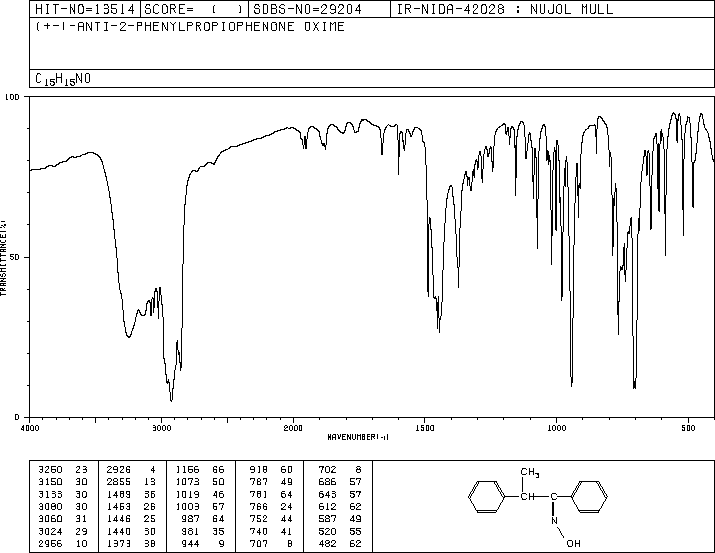 HIT-NO=13514 SCORE= ( ) SDBS-NO=29204 IR-NIDA-42028 : NUJOL MULL
(+-)-ANTI-2-PHENYLPROPIOPHENONE OXIME
C15H15NO
100
50
0
TRANSMITTANCE(%)
4000 3000 2000 1500 1000 500
WAVENUMBER(-1)
3260 23 2926 4 1156 66 918 60 702 8
3150 30 2855 13 1073 50 787 49 686 57
3133 30 1489 36 1019 46 781 64 643 57
3080 30 1453 26 1003 57 766 24 612 62
3060 31 1446 25 987 64 752 44 587 49
3024 29 1440 30 981 35 740 41 520 55
2966 10 1373 38 944 9 707 8 482 62
CH3
CH C
N
OH